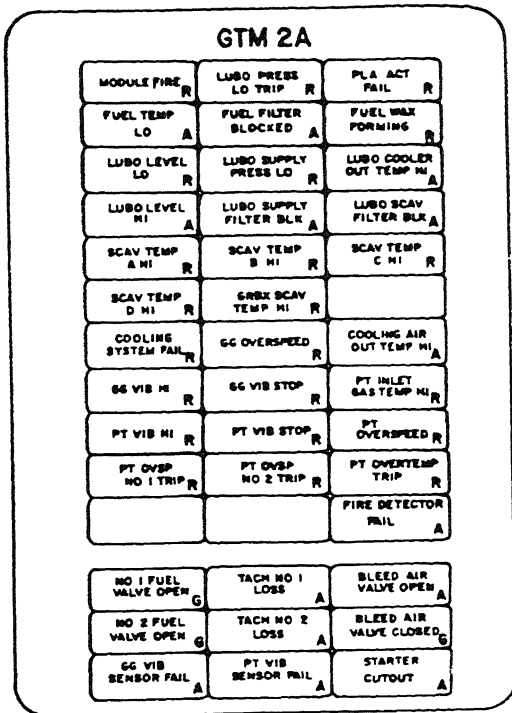 GTM 2A
MODULE FIRE R
LUBO PRESS
LO TRIP R
PLA ACT
FAIL R
FUEL TEMP
LO A
FUEL FILTER
BLOCKED A
FUEL WAX
FORMING R
LUBO LEVEL
LO R
LUBO SUPPLY
PRESS LO R
LUBO COOLER
OUT TEMP HI A
LUBO LEVEL
HI A
LUBO SUPPLY
FILTER BLK A
LUBO SCAV
FILTER BLK A
SCAV TEMP
A HI R
SCAV TEMP
B HI R
SCAV TEMP
C HI R
SCAV TEMP
D HI R
GRBX SCAV
TEMP HI R
COOLING
SYSTEM FAIL R
GG OVERSPEED R
COOLING AIR
OUT TEMP HI A
GG VIB HI R
GG VIB STOP R
PT INLET
GAS TEMP HI R
PT VIB HI R
PT VIB STOP R
PT
OVERSPEED R
PT OVSP
NO 1 TRIP R
PT OVSP
NO 2 TRIP R
PT OVERTEMP
TRIP R
FIRE DETECTOR
FAIL A
NO 1 FUEL
VALVE OPEN G
TACH NO 1
LOSS A
BLEED AIR
VALVE OPEN A
NO 2 FUEL
VALVE OPEN G
TACH NO 2
LOSS A
BLEED AIR
VALVE CLOSED G
GG VIB
SENSOR FAIL A
PT VIB
SENSOR FAIL A
STARTER
CUTOUT A